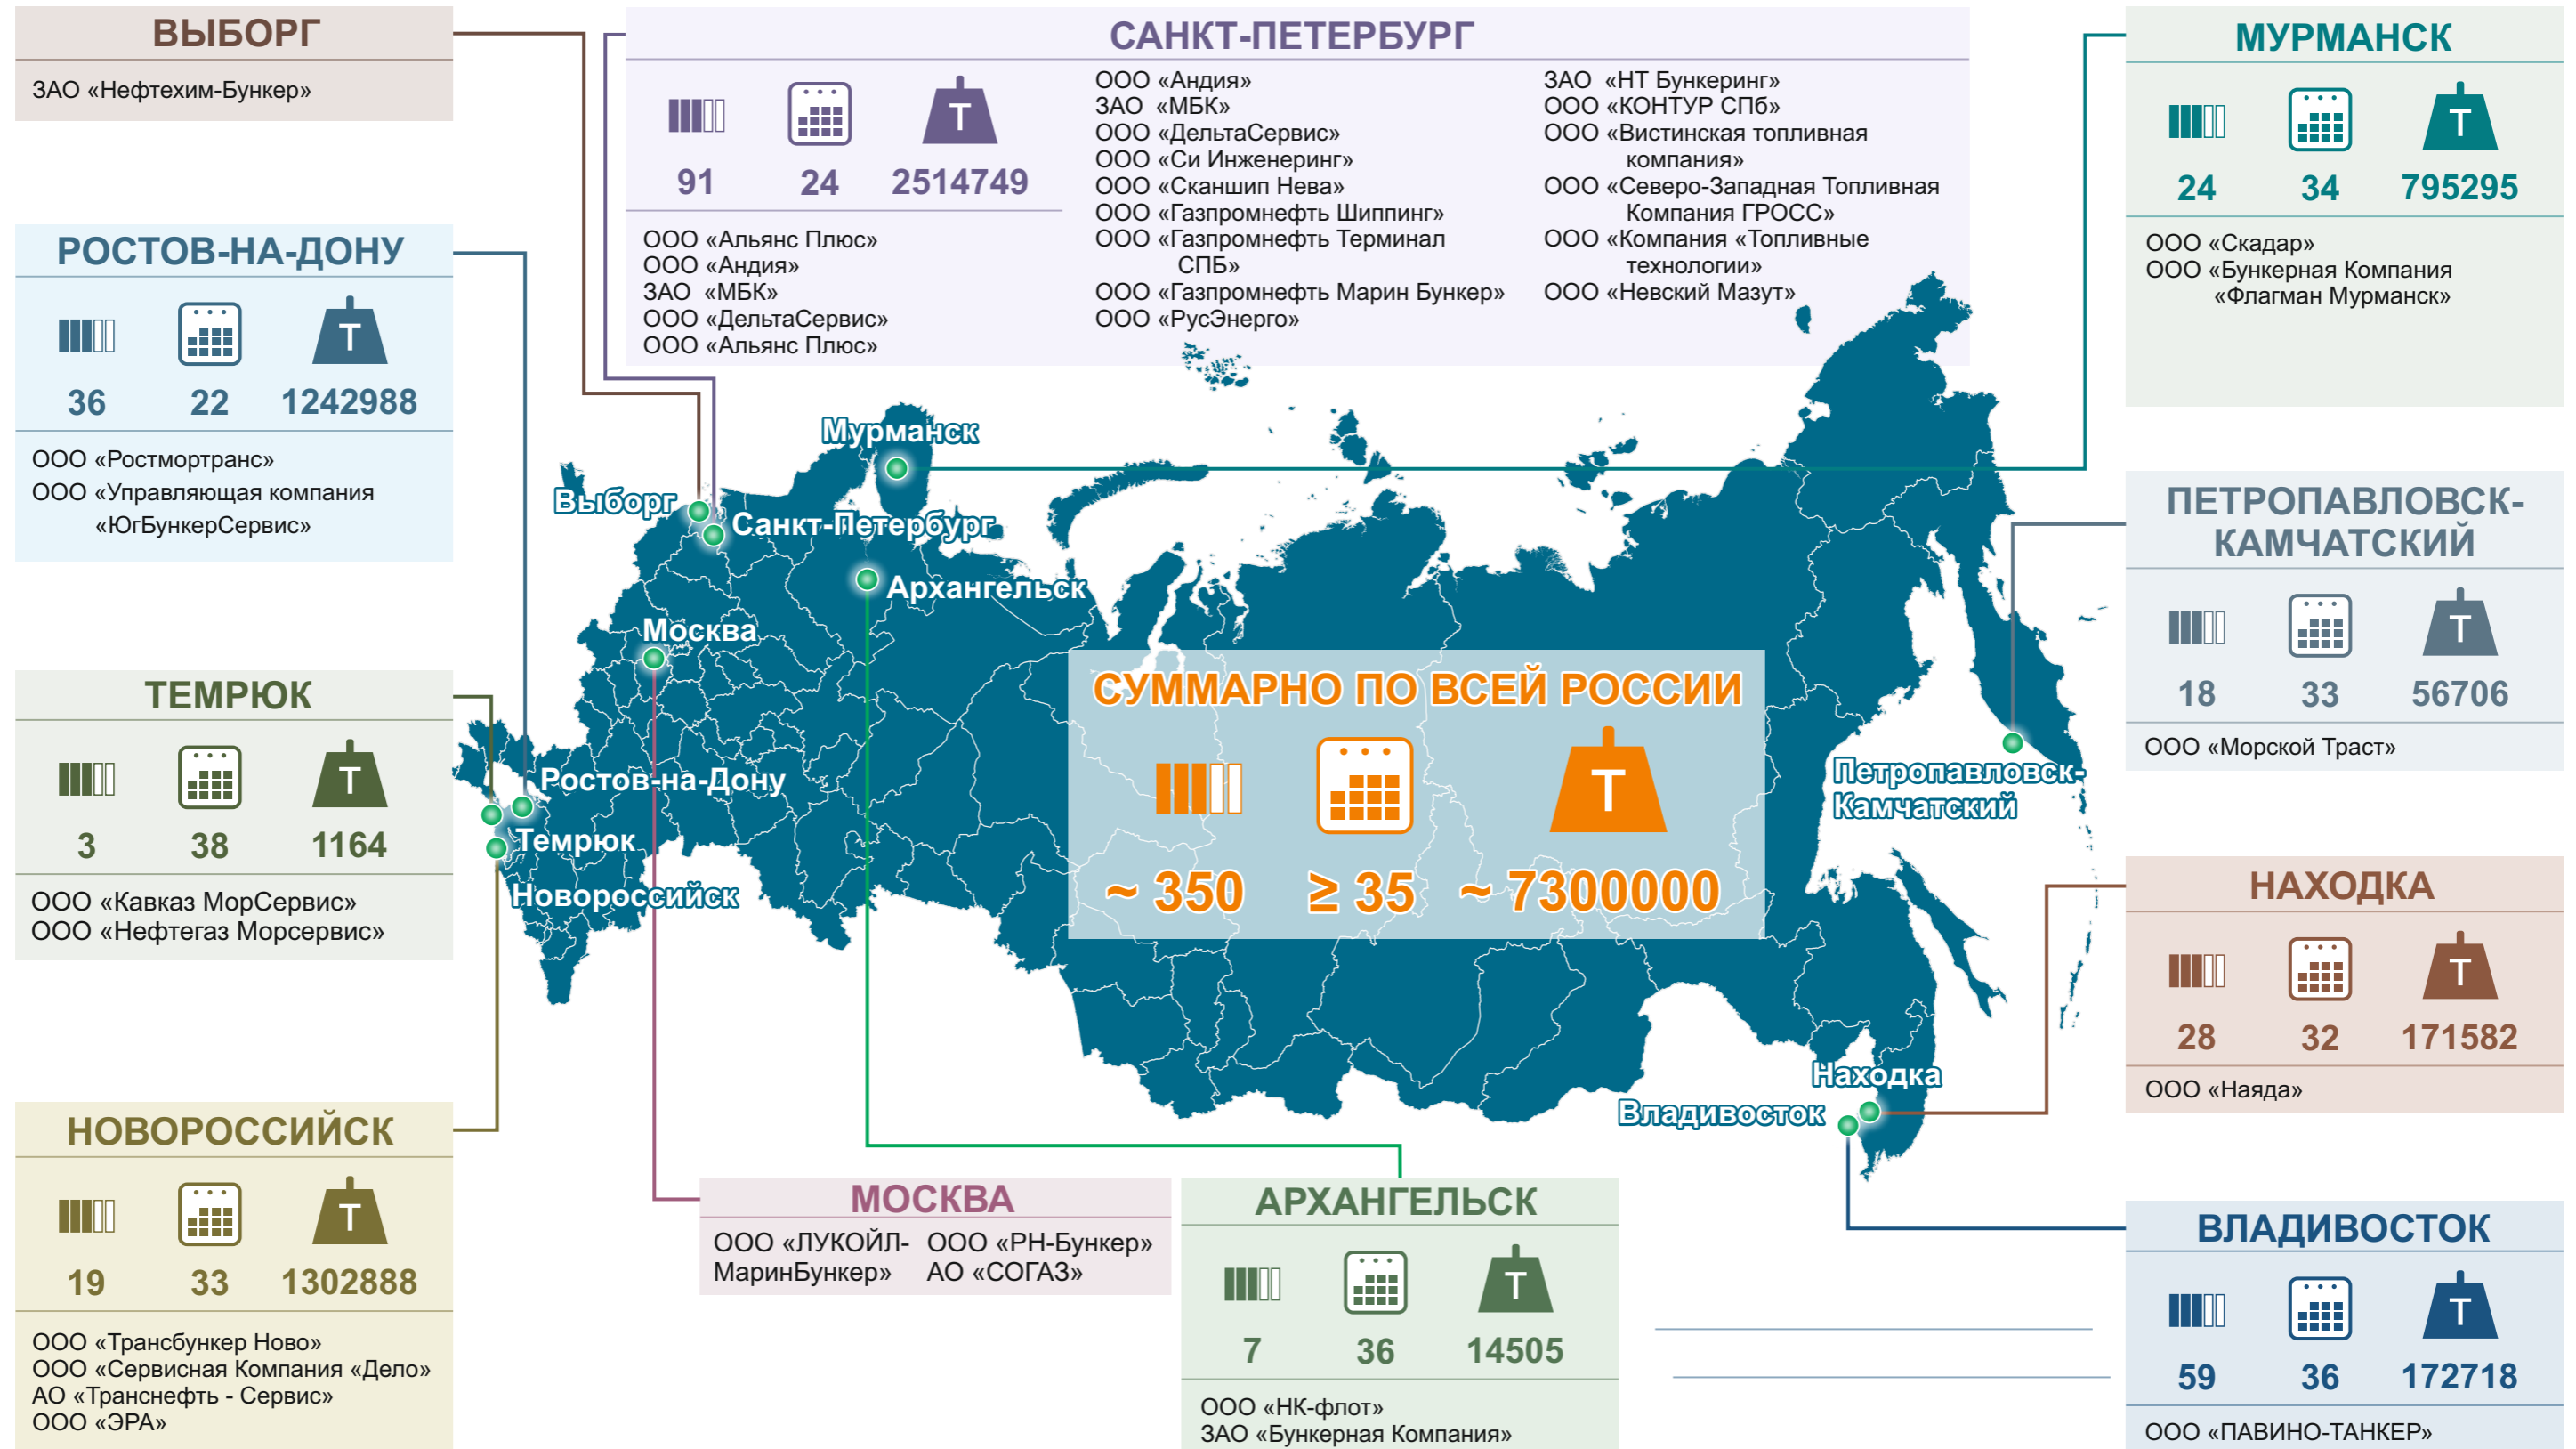 ВЫБОРГ
ЗАО «Нефтехим-Бункер»
САНКТ-ПЕТЕРБУРГ
Т
91 24 2514749
ООО «Альянс Плюс»
ООО «Андия»
ЗАО «МБК»
ООО «ДельтаСервис»
ООО «Альянс Плюс»
ООО «Андия»
ЗАО «МБК»
ООО «ДельтаСервис»
ООО «Си Инженеринг»
ООО «Сканшип Нева»
ООО «Газпромнефть Шиппинг»
ООО «Газпромнефть Терминал
СПБ»
ООО «Газпромнефть Марин Бункер»
ООО «РусЭнерго»
ЗАО «НТ Бункеринг»
ООО «КОНТУР СПб»
ООО «Вистинская топливная
компания»
ООО «Северо-Западная Топливная
Компания ГРОСС»
ООО «Компания «Топливные
технологии»
ООО «Невский Мазут»
МУРМАНСК
Т
24 34 795295
ООО «Скадар»
ООО «Бункерная Компания
«Флагман Мурманск»
РОСТОВ-НА-ДОНУ
Т
36 22 1242988
ООО «Ростмортранс»
ООО «Управляющая компания
«ЮгБункерСервис»
Мурманск
Выборг
Санкт-Петербург
Архангельск
Москва
Ростов-на-Дону
Темрюк
Новороссийск
Петропавловск-
Камчатский
Находка
Владивосток
СУММАРНО ПО ВСЕЙ РОССИИ
Т
~ 350 ≥ 35 ~ 7300000
ПЕТРОПАВЛОВСК-
КАМЧАТСКИЙ
Т
18 33 56706
ООО «Морской Траст»
ТЕМРЮК
Т
3 38 1164
ООО «Кавказ МорСервис»
ООО «Нефтегаз Морсервис»
НАХОДКА
Т
28 32 171582
ООО «Наяда»
НОВОРОССИЙСК
Т
19 33 1302888
ООО «Трансбункер Ново»
ООО «Сервисная Компания «Дело»
АО «Транснефть - Сервис»
ООО «ЭРА»
МОСКВА
ООО «ЛУКОЙЛ-
МаринБункер»
ООО «РН-Бункер»
АО «СОГАЗ»
АРХАНГЕЛЬСК
Т
7 36 14505
ООО «НК-флот»
ЗАО «Бункерная Компания»
ВЛАДИВОСТОК
Т
59 36 172718
ООО «ПАВИНО-ТАНКЕР»